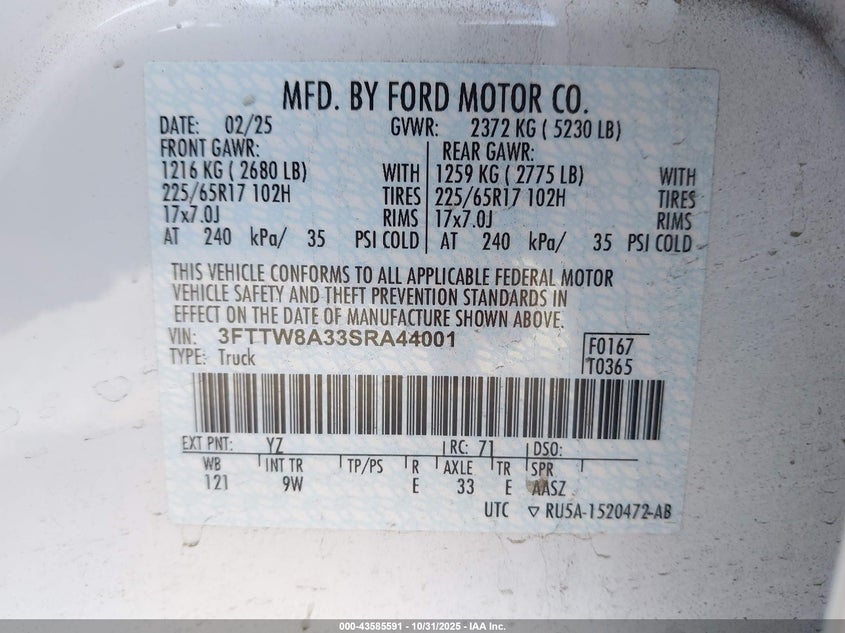 MFD. BY FORD MOTOR CO.
DATE: 02/25 GVWR: 2372 KG ( 5230 LB)
FRONT GAWR: REAR GAWR:
1216 KG ( 2680 LB) WITH 1259 KG ( 2775 LB) WITH
225/65R17 102H TIRES 225/65R17 102H TIRES
17x7.0J RIMS 17x7.0J RIMS
AT 240 kPa/ 35 PSI COLD AT 240 kPa/ 35 PSI COLD
THIS VEHICLE CONFORMS TO ALL APPLICABLE FEDERAL MOTOR
VEHICLE SAFETY AND THEFT PREVENTION STANDARDS IN
EFFECT ON THE DATE OF MANUFACTURE SHOWN ABOVE.
VIN: 3FTTW8A33SRA44001 F0167
TYPE: Truck T0365
EXT PNT: YZ RC: 71 DSO:
WB INT TR TP/PS R AXLE TR SPR
121 9W E 33 E AASZ
UTC ▽ RU5A-1520472-AB
000-43585591 - 10/31/2025 - IAA Inc.